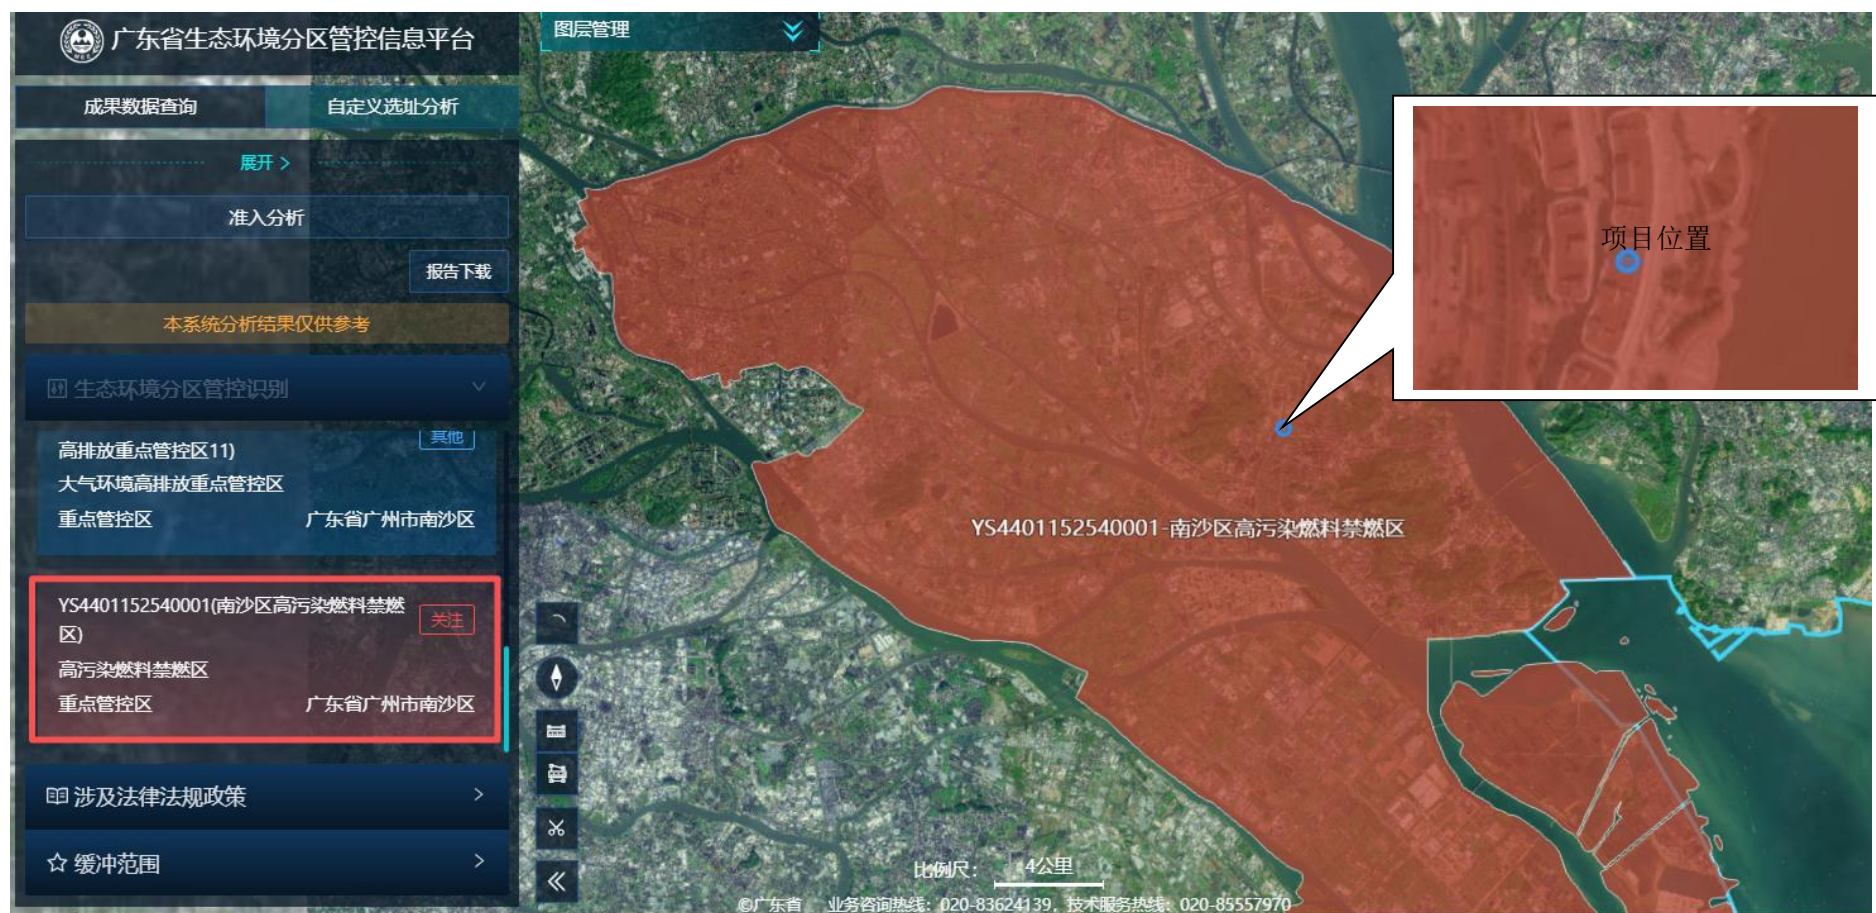 广东省生态环境分区管控信息平台
成果数据查询
自定义选址分析
展开 >
准入分析
报告下载
本系统分析结果仅供参考
生态环境分区管控识别
其他
高排放重点管控区11)
大气环境高排放重点管控区
重点管控区 广东省广州市南沙区
YS4401152540001(南沙区高污染燃料禁燃
区)
关注
高污染燃料禁燃区
重点管控区 广东省广州市南沙区
涉及法律法规政策
缓冲范围
图层管理
项目位置
YS4401152540001-南沙区高污染燃料禁燃区
比例尺： 4公里
©广东省 业务咨询热线：020-83624139，技术服务热线：020-85557970